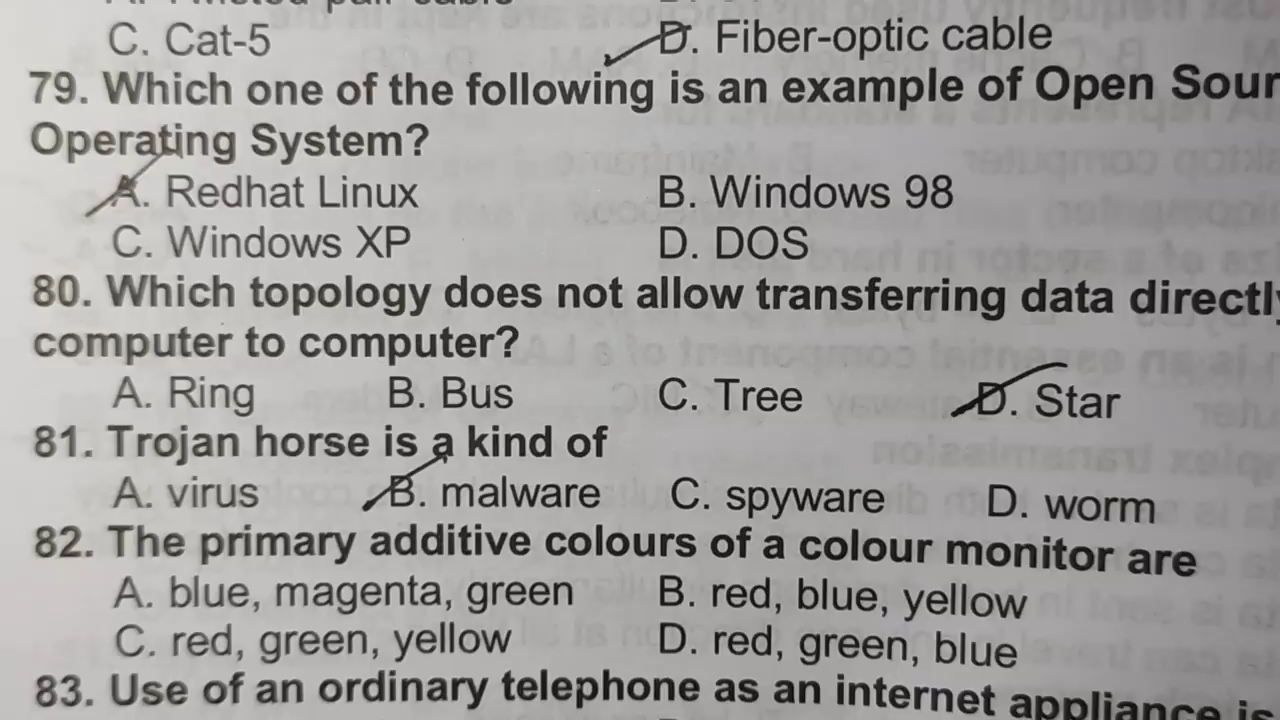 C. Cat-5 D. Fiber-optic cable
79. Which one of the following is an example of Open Sour
Operating System?
A. Redhat Linux B. Windows 98
C. Windows XP D. DOS
80. Which topology does not allow transferring data directly
computer to computer?
A. Ring B. Bus C. Tree D. Star
81. Trojan horse is a kind of
A. virus B. malware C. spyware D. worm
82. The primary additive colours of a colour monitor are
A. blue, magenta, green B. red, blue, yellow
C. red, green, yellow D. red, green, blue
83. Use of an ordinary telephone as an internet appliance is